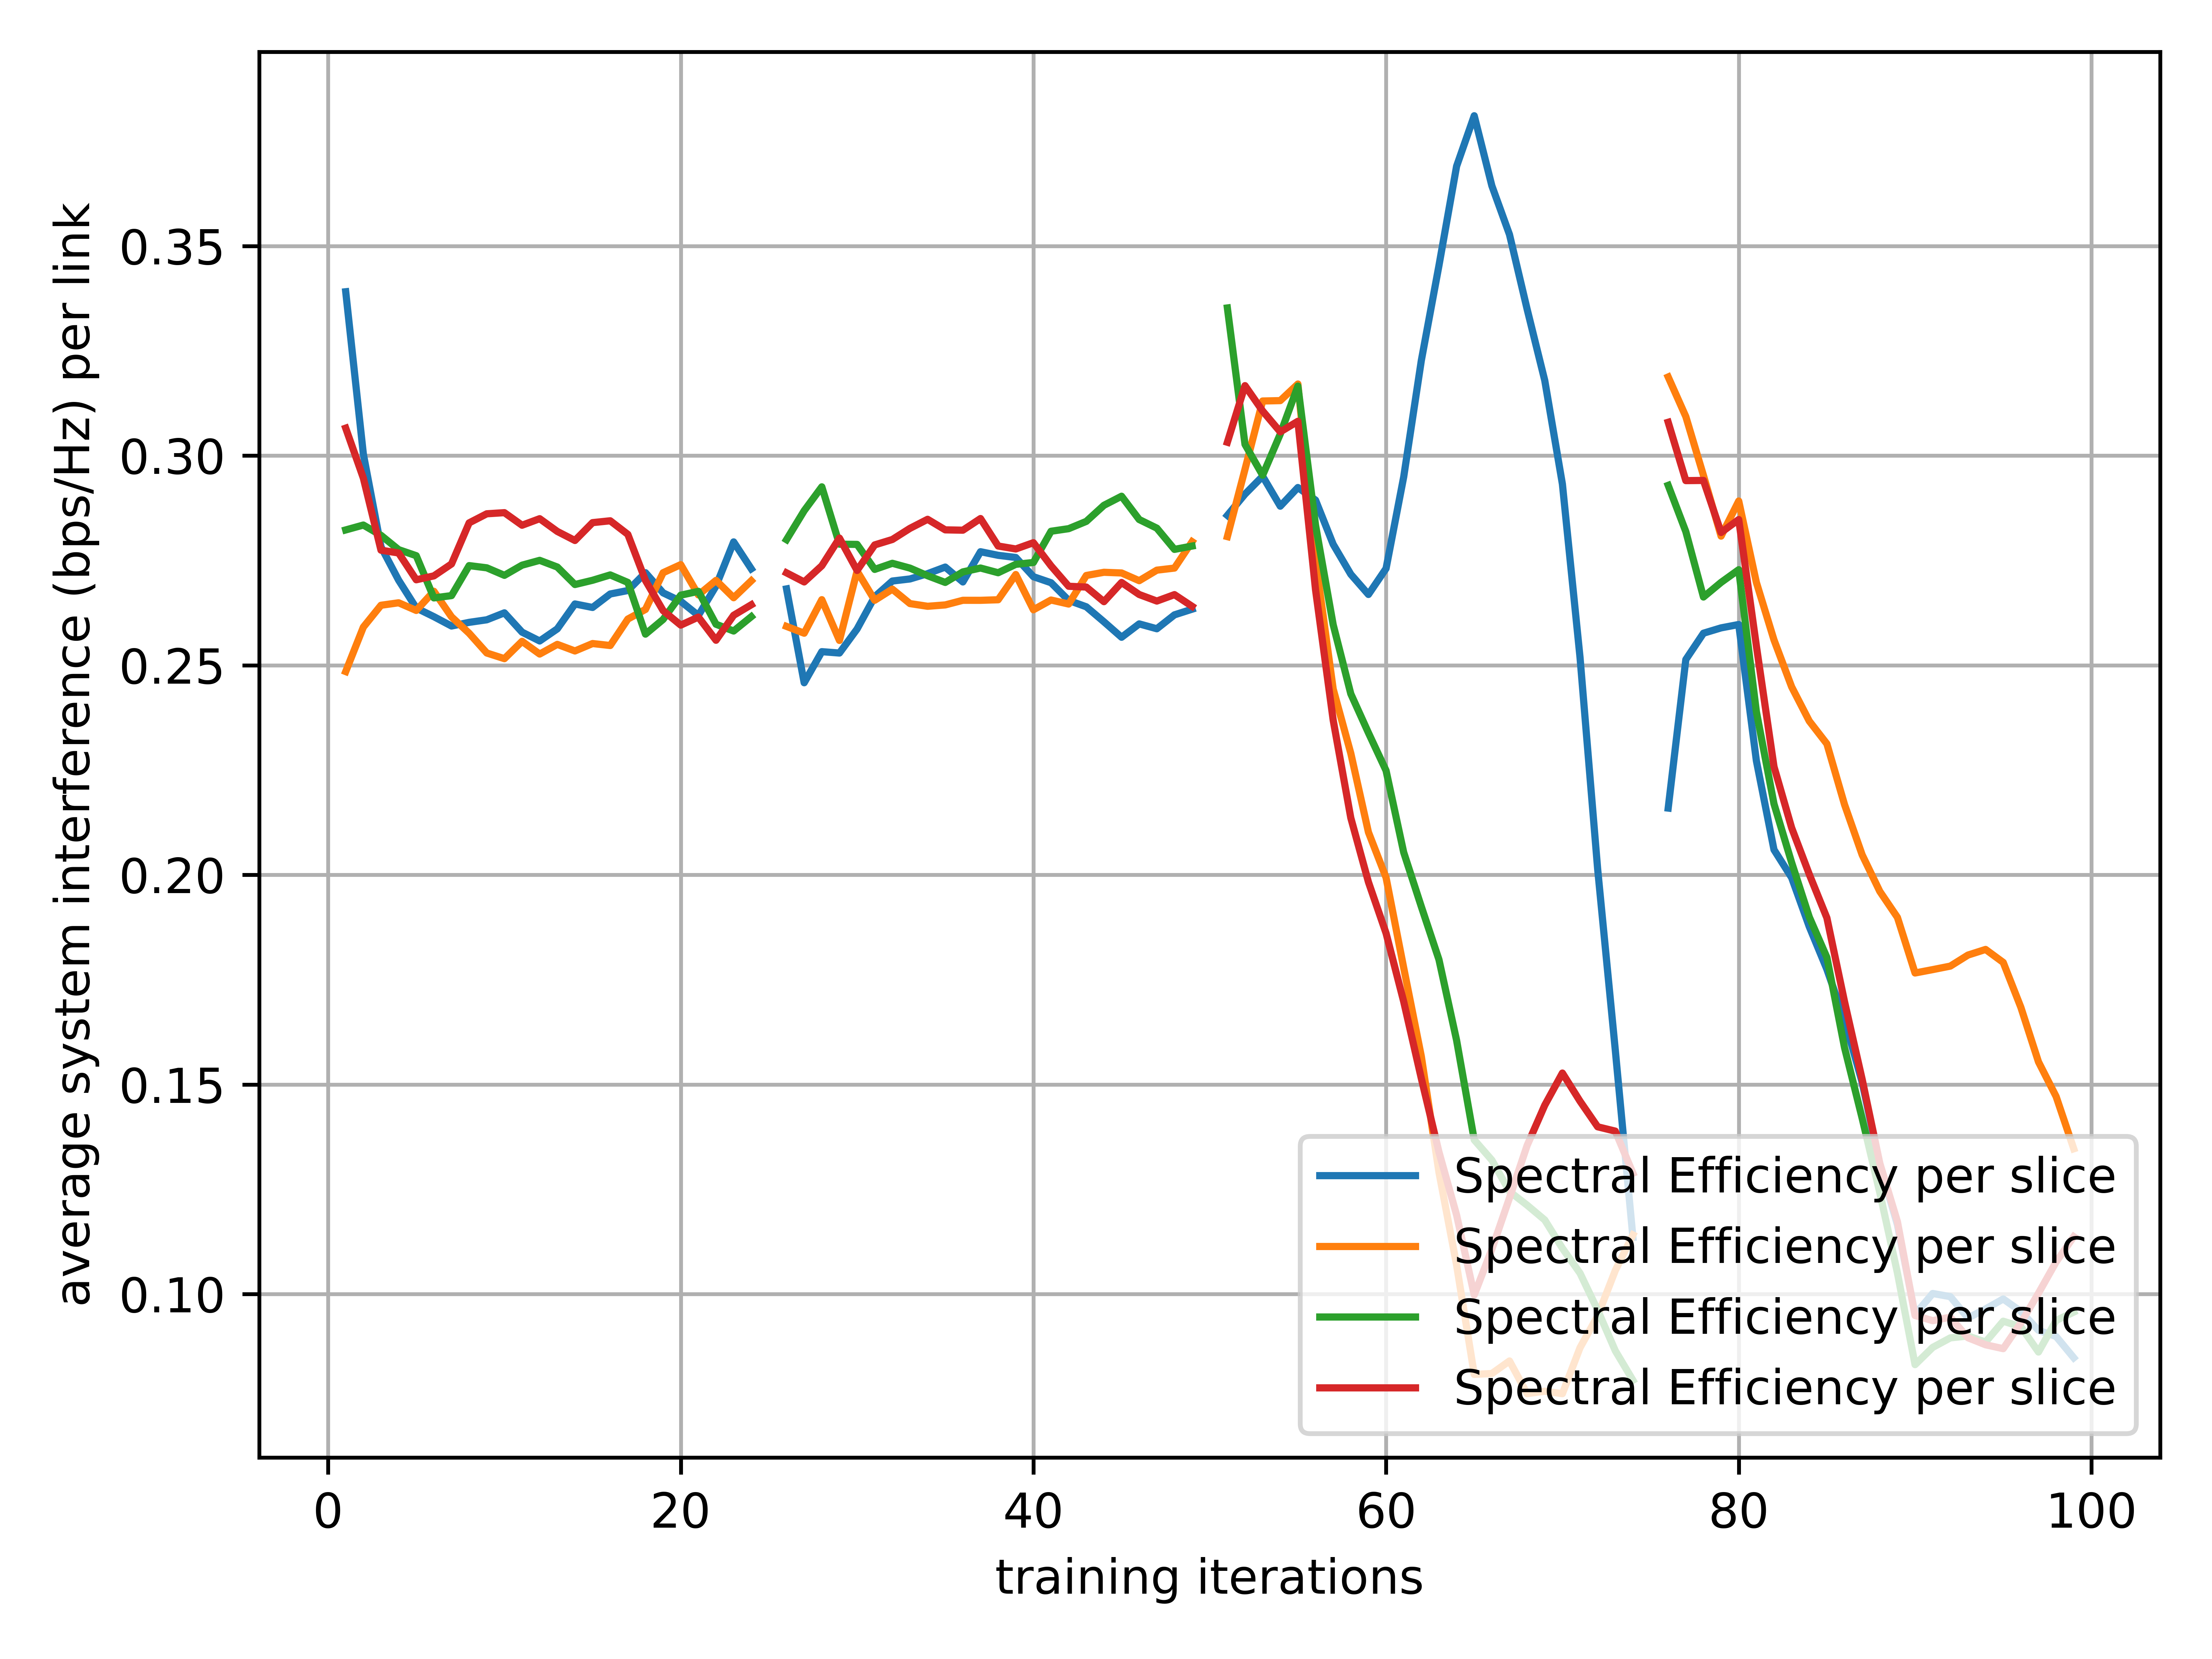 average system interference (bps/Hz) per link
0.35
0.30
0.25
0.20
0.15
0.10
Spectral Efficiency per slice
Spectral Efficiency per slice
Spectral Efficiency per slice
Spectral Efficiency per slice
0 20 40 60 80 100
training iterations